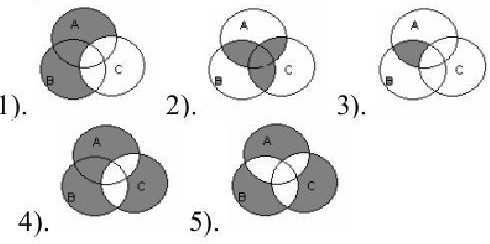 A A A
B C B C B C
1). 2). 3).
A A
B C B C
4). 5).